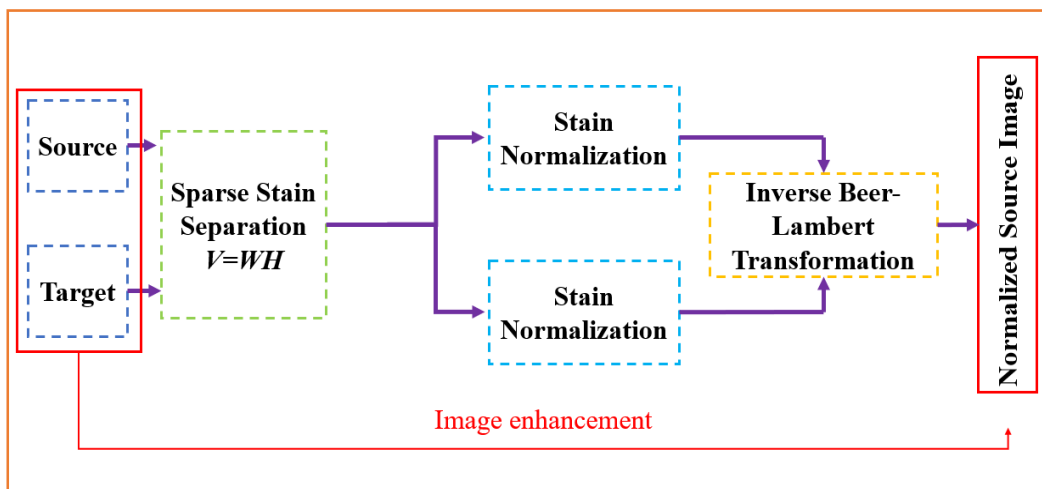 Source
Target
Sparse Stain
Separation
V=WH
Stain
Normalization
Stain
Normalization
Inverse Beer-
Lambert
Transformation
Normalized Source Image
Image enhancement